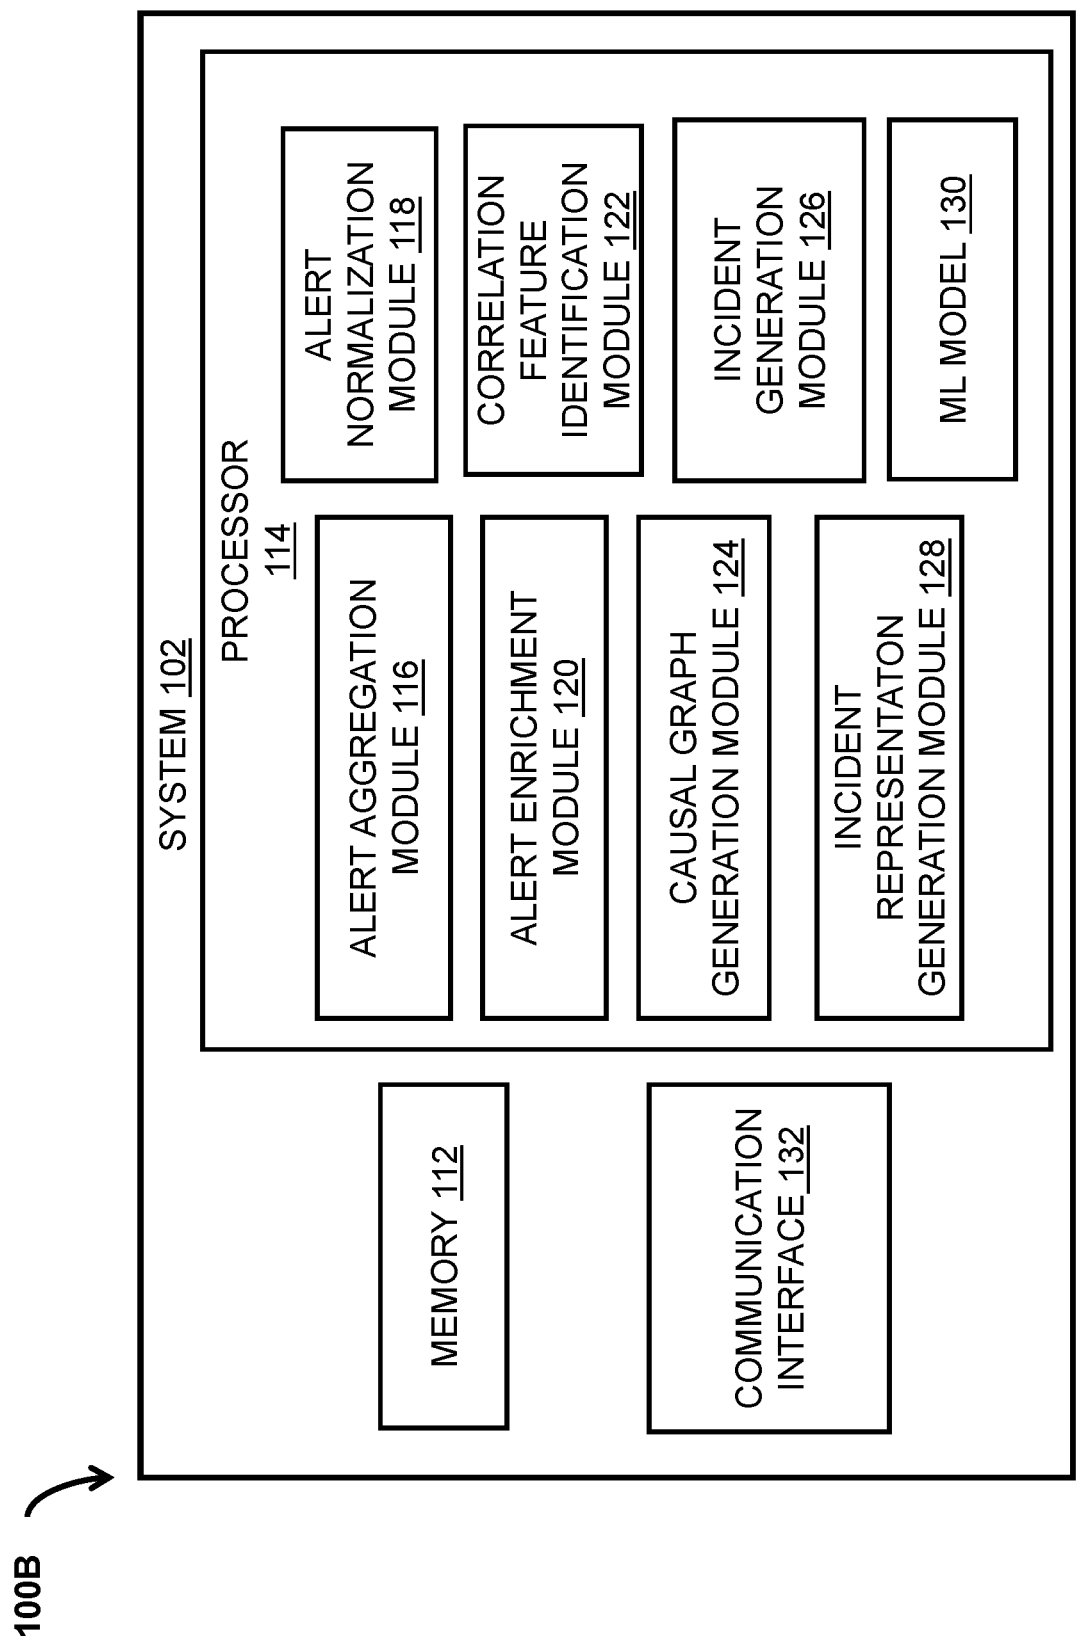 100B
SYSTEM 102
MEMORY 112
COMMUNICATION
INTERFACE 132
PROCESSOR
114
ALERT AGGREGATION
MODULE 116
ALERT
NORMALIZATION
MODULE 118
ALERT ENRICHMENT
MODULE 120
CORRELATION
FEATURE
IDENTIFICATION
MODULE 122
CAUSAL GRAPH
GENERATION MODULE 124
INCIDENT
GENERATION
MODULE 126
INCIDENT
REPRESENTATON
GENERATION MODULE 128
ML MODEL 130